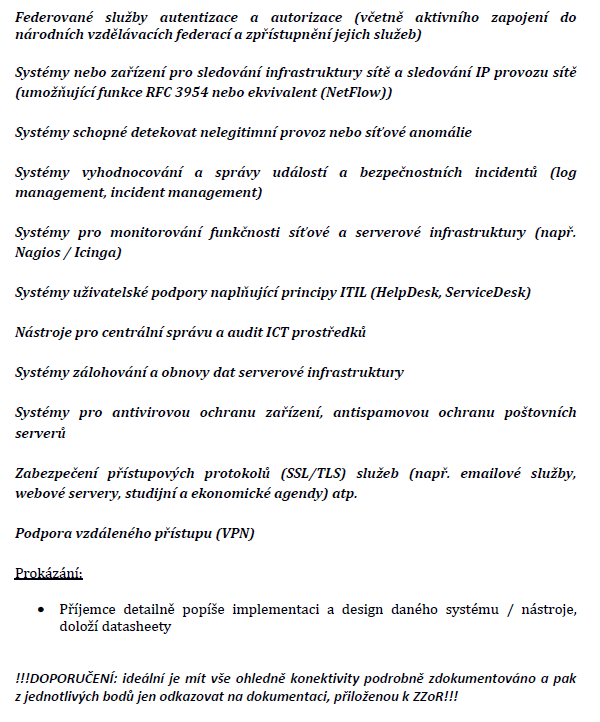 Federované služby autentizace a autorizace (včetně aktivního zapojení do
národních vzdělávacích federací a zpřístupnění jejich služeb)
Systémy nebo zařízení pro sledování infrastruktury sítě a sledování IP provozu sítě
(umožňující funkce RFC 3954 nebo ekvivalent (NetFlow))
Systémy schopné detekovat nelegitimní provoz nebo síťové anomálie
Systémy vyhodnocování a správy událostí a bezpečnostních incidentů (log
management, incident management)
Systémy pro monitorování funkčnosti síťové a serverové infrastruktury (např.
Nagios / Icinga)
Systémy uživatelské podpory naplňující principy ITIL (HelpDesk, ServiceDesk)
Nástroje pro centrální správu a audit ICT prostředků
Systémy zálohování a obnovy dat serverové infrastruktury
Systémy pro antivirovou ochranu zařízení, antispamovou ochranu poštovních
serverů
Zabezpečení přístupových protokolů (SSL/TLS) služeb (např. emailové služby,
webové servery, studijní a ekonomické agendy) atp.
Podpora vzdáleného přístupu (VPN)
Prokázání:
• Příjemce detailně popíše implementaci a design daného systému / nástroje,
doloží datasheety
!!!DOPORUČENÍ: ideální je mít vše ohledně konektivity podrobně zdokumentováno a pak
z jednotlivých bodů jen odkazovat na dokumentaci, přiloženou k ZZoR!!!